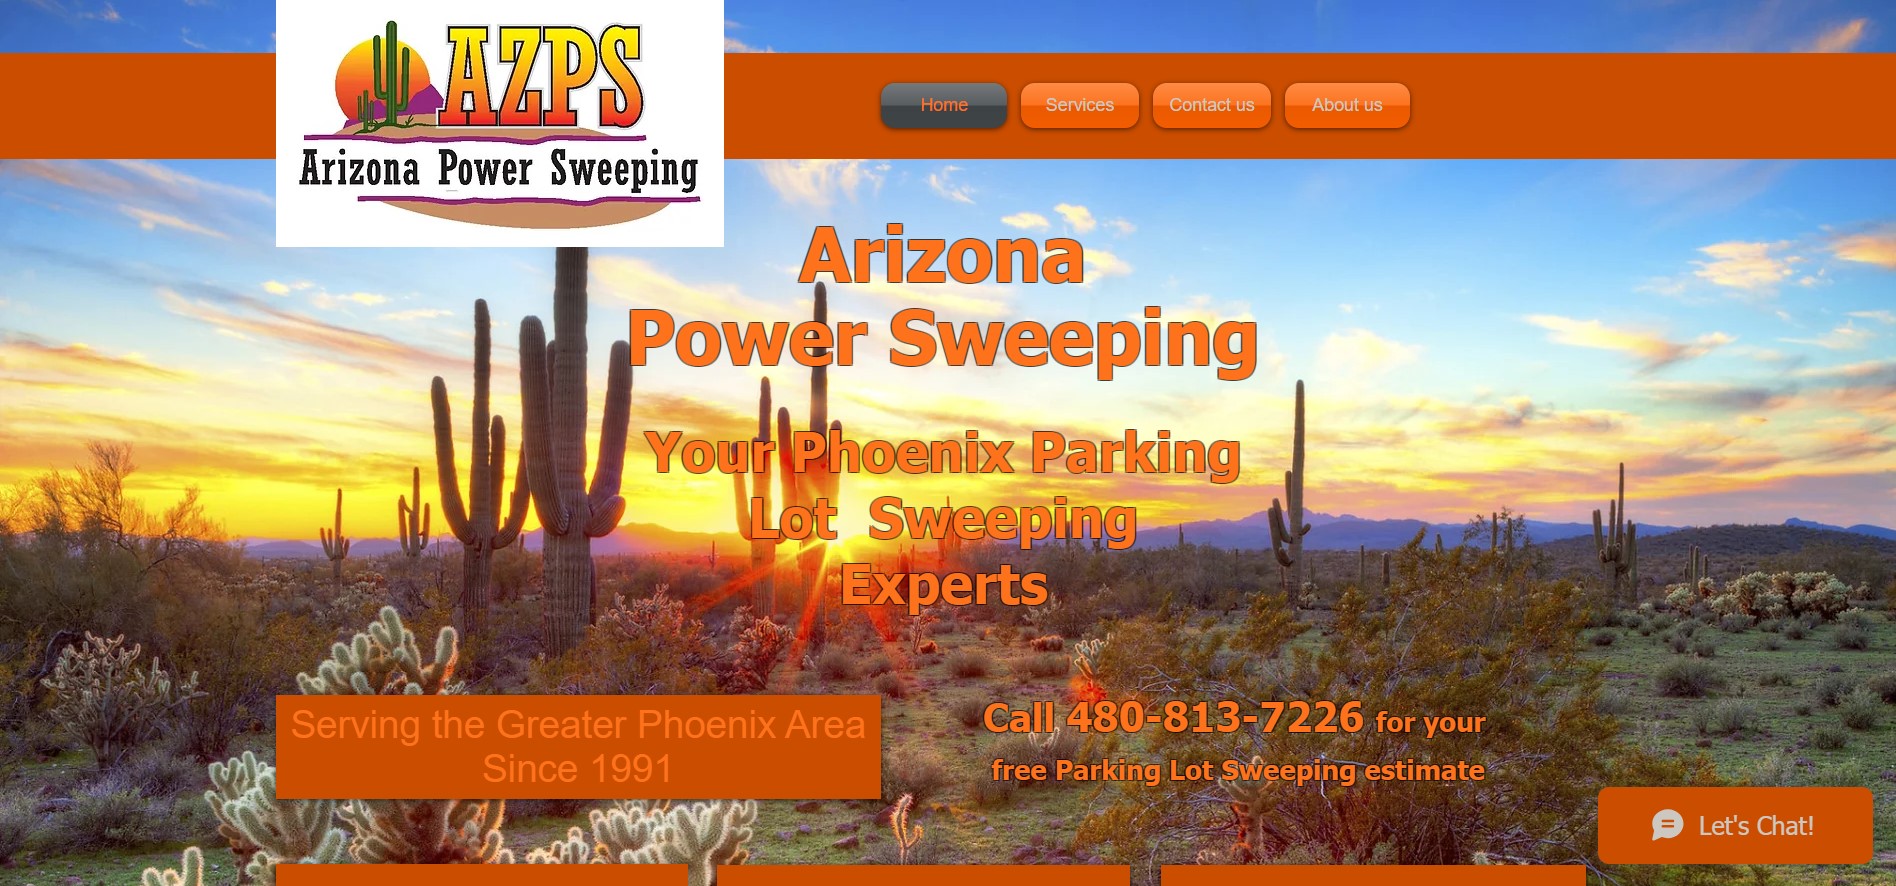 AZPS
Arizona Power Sweeping
Home
Services
Contact us
About us
Arizona
Power Sweeping
Your Phoenix Parking
Lot Sweeping
Experts
Serving the Greater Phoenix Area
Since 1991
Call 480-813-7226 for your
free Parking Lot Sweeping estimate
Let's Chat!